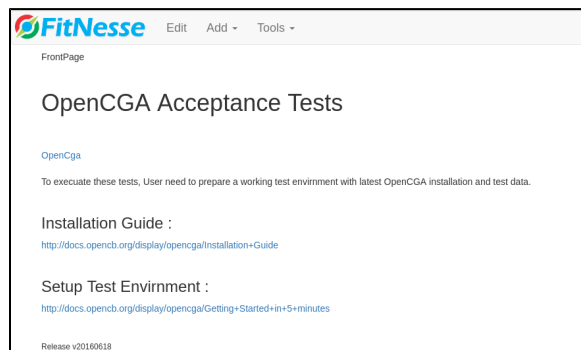 FitNesse Edit Add Tools
FrontPage
OpenCGA Acceptance Tests
OpenCga
To execuate these tests, User need to prepare a working test envirnment with latest OpenCGA installation and test data.
Installation Guide :
http://docs.opencb.org/display/opencga/Installation+Guide
Setup Test Envirnment :
http://docs.opencb.org/display/opencga/Getting+Started+in+5+minutes
Release v20160618